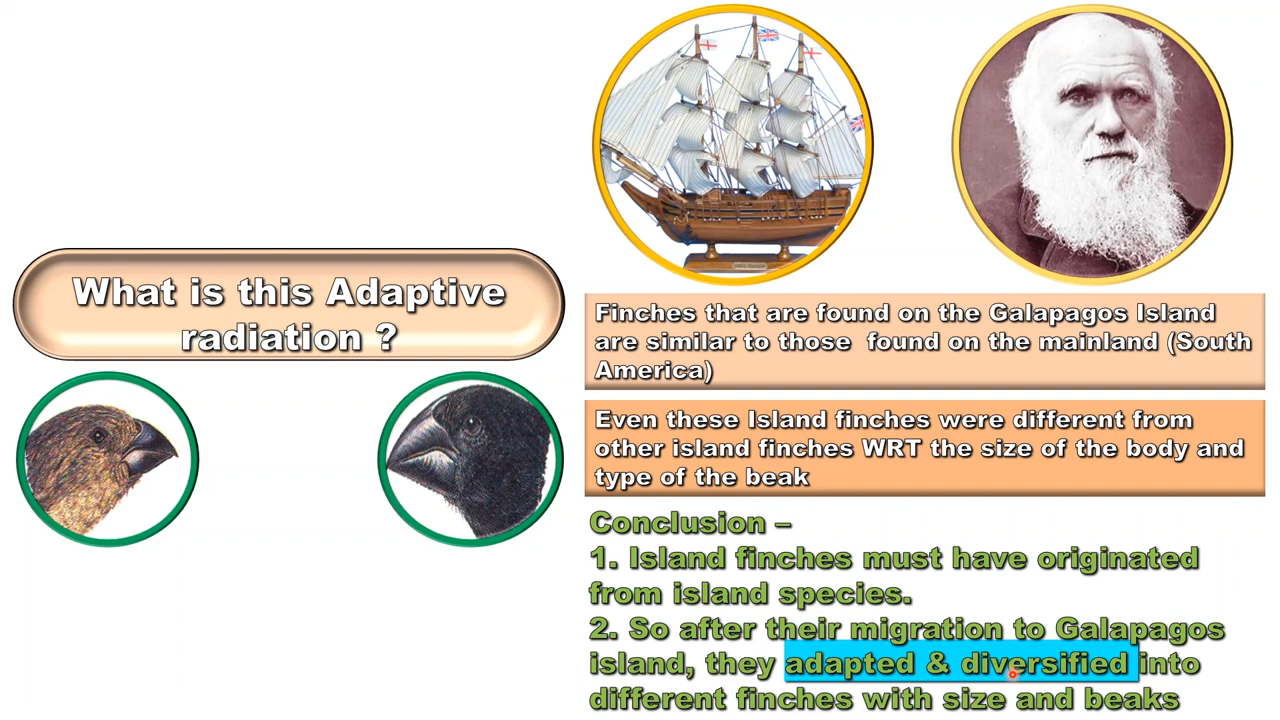 What is this Adaptive
radiation ?
Finches that are found on the Galapagos Island
are similar to those found on the mainland (South
America)
Even these Island finches were different from
other island finches WRT the size of the body and
type of the beak
Conclusion –
1. Island finches must have originated
from island species.
2. So after their migration to Galapagos
island, they adapted & diversified into
different finches with size and beaks